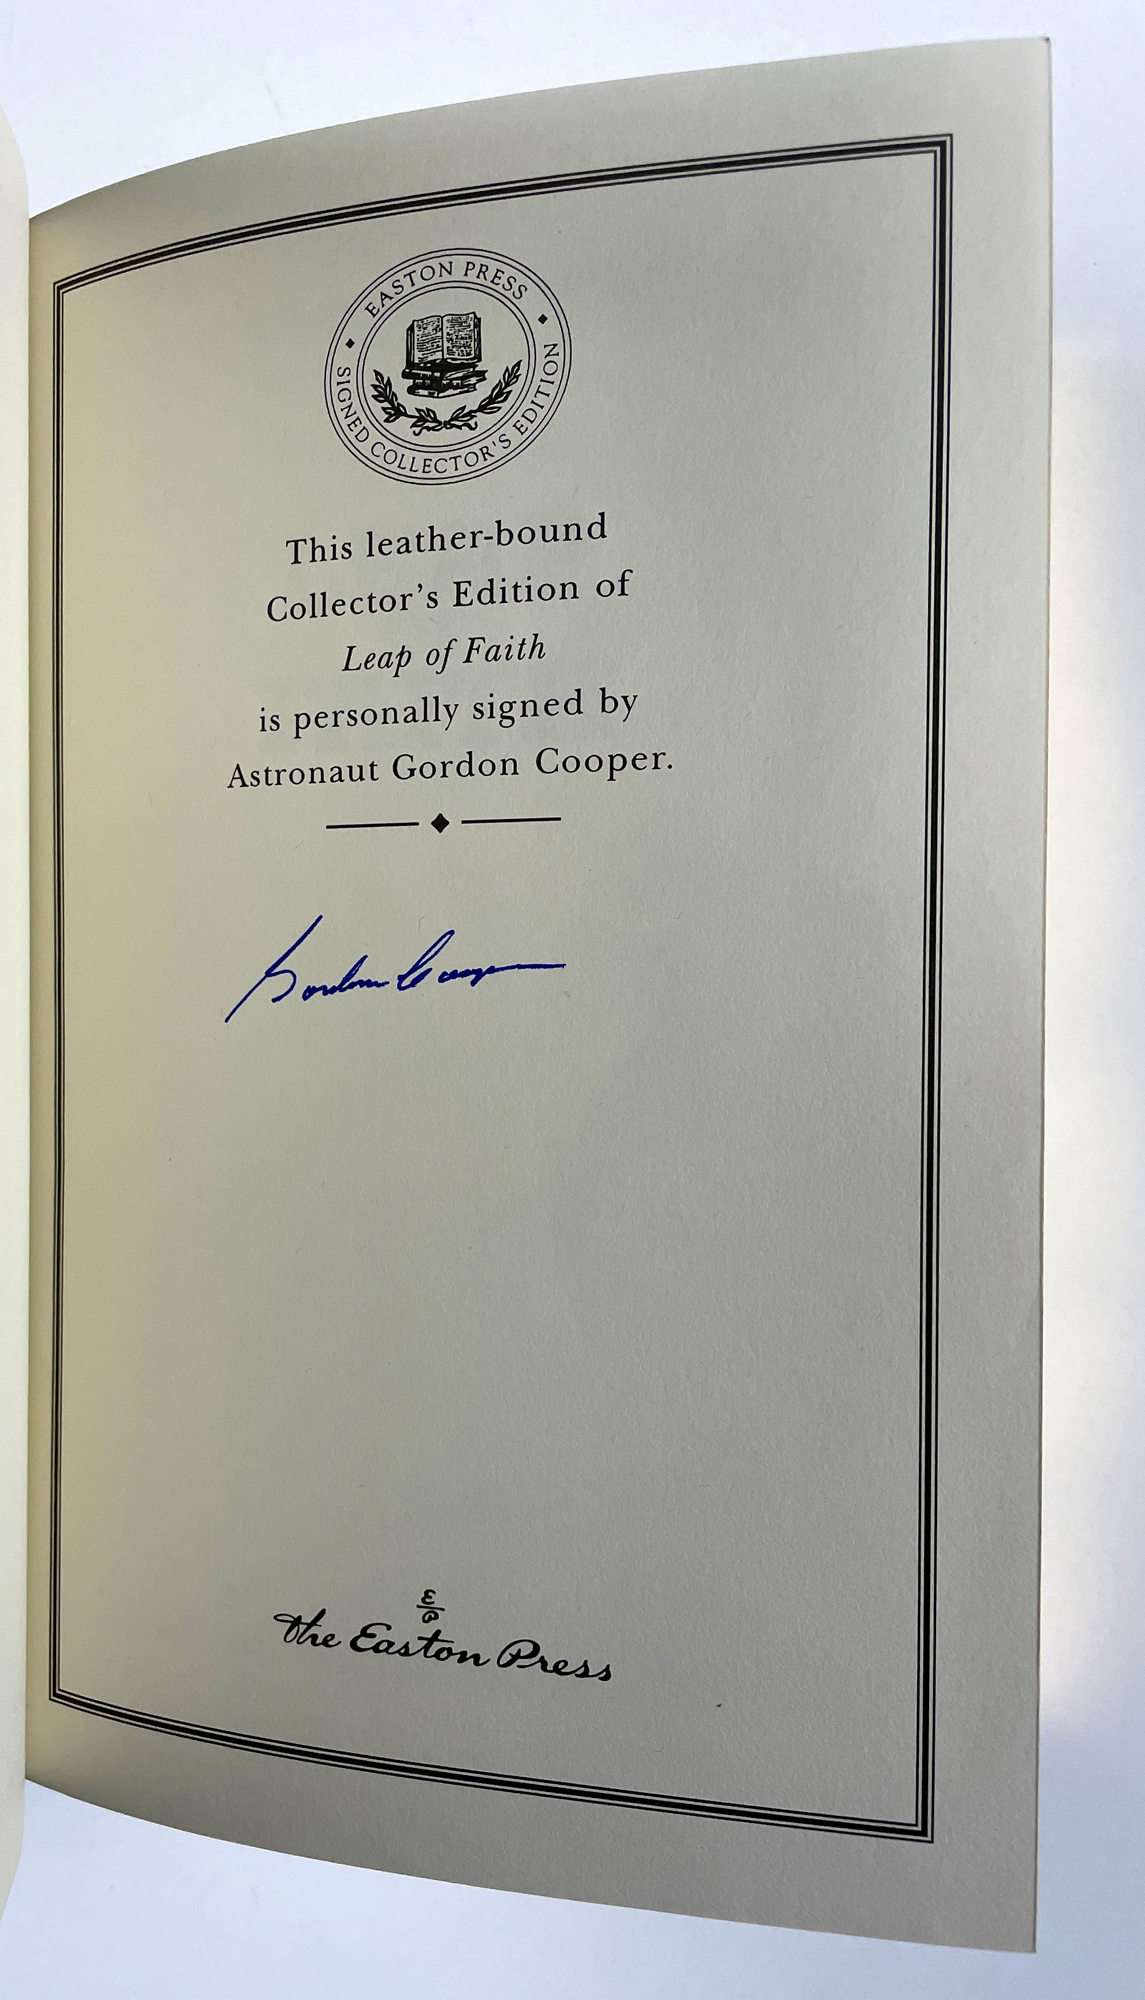 EASTON PRESS
SIGNED COLLECTOR'S EDITION
This leather-bound
Collector's Edition of
Leap of Faith
is personally signed by
Astronaut Gordon Cooper.
Gordon Cooper
E
P
The Easton Press